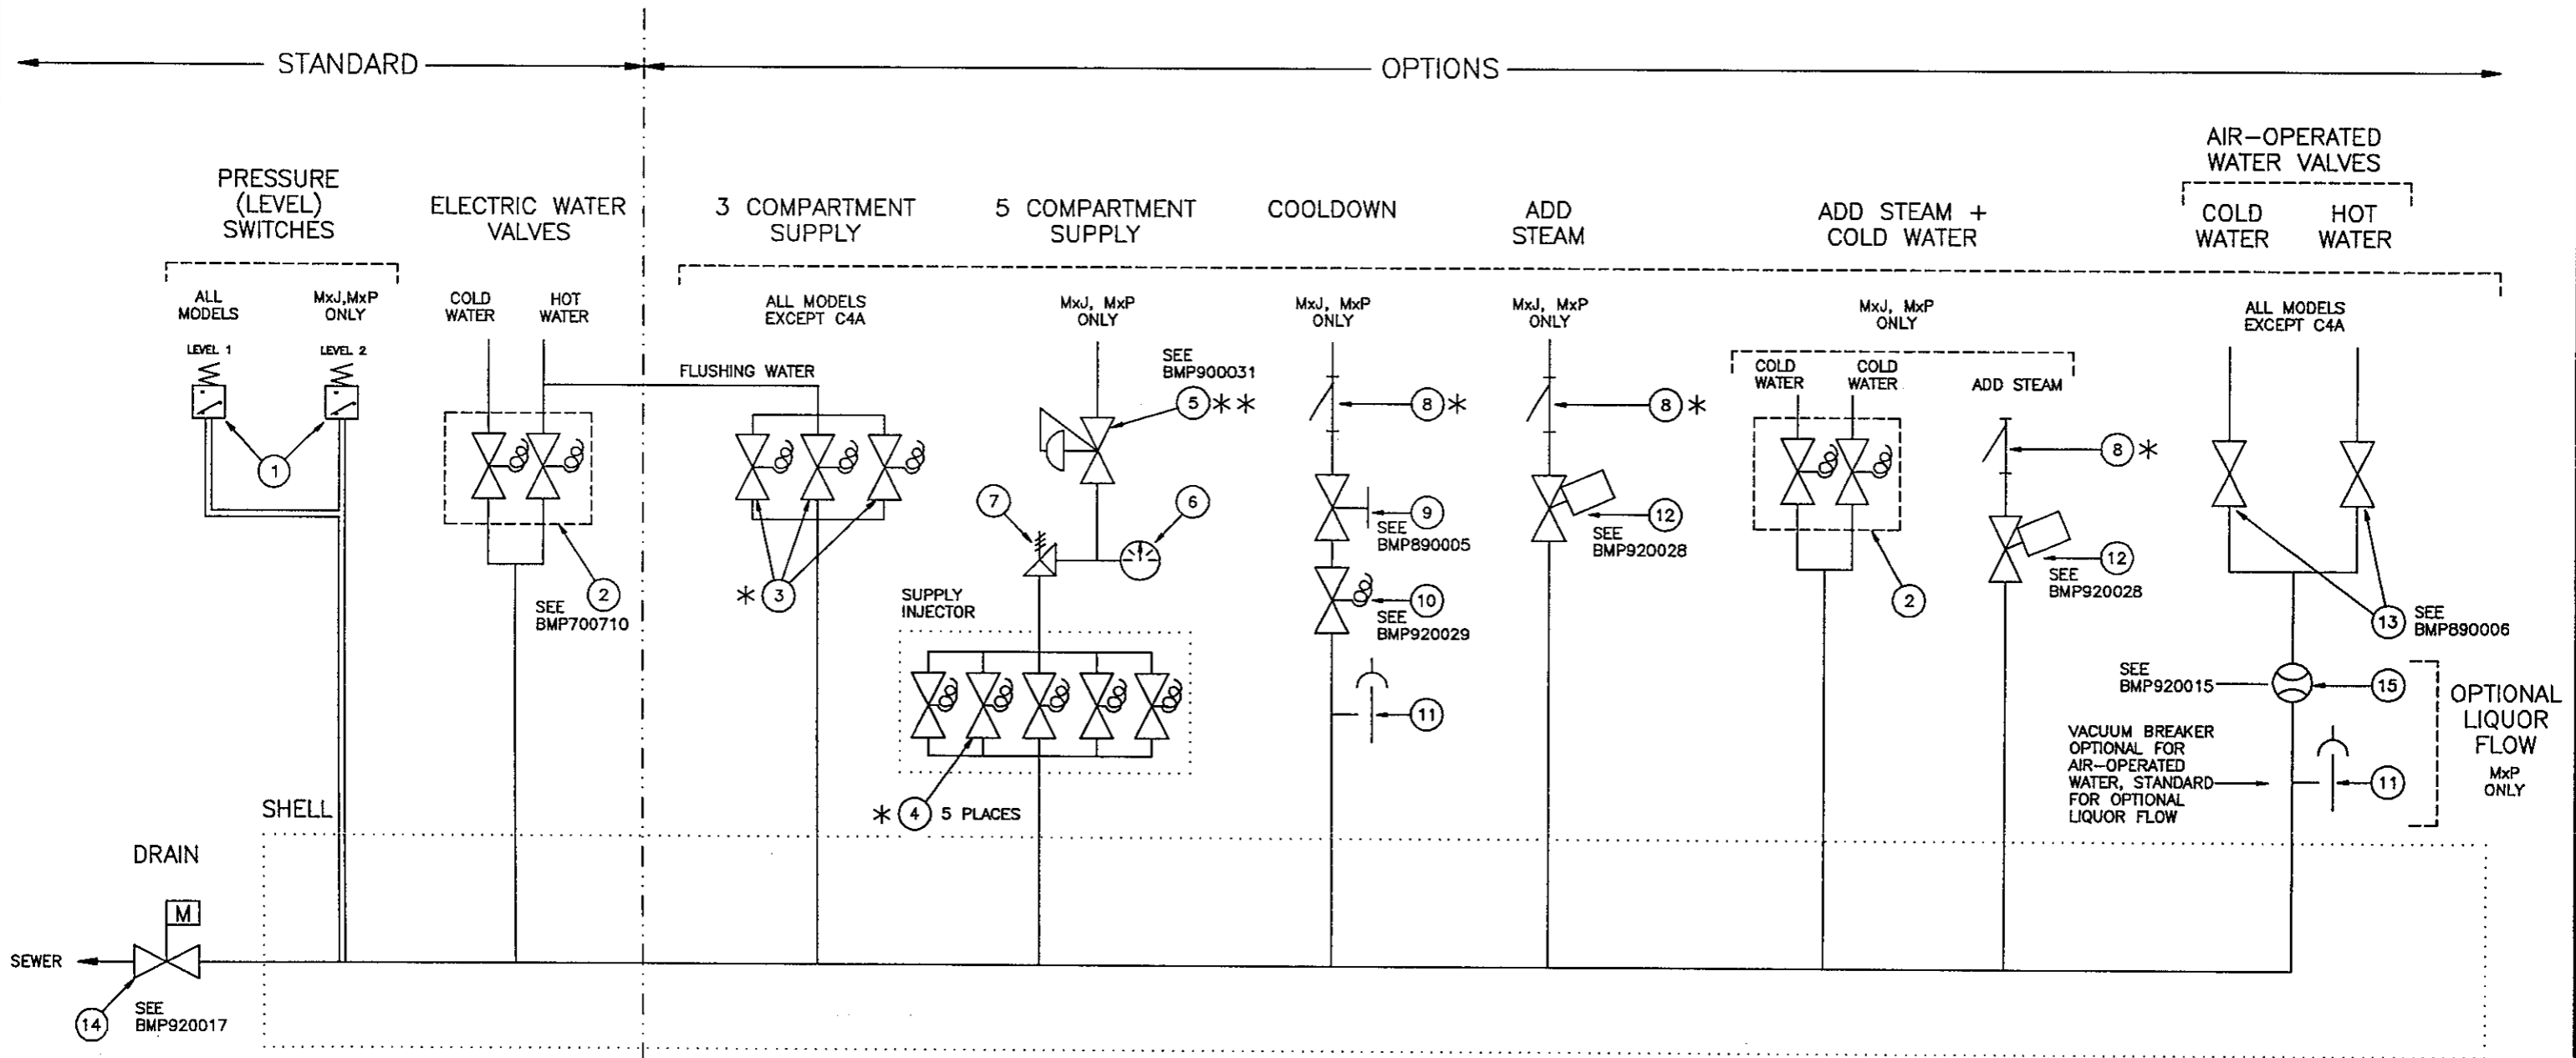 STANDARD
OPTIONS
PRESSURE
(LEVEL)
SWITCHES
ELECTRIC WATER
VALVES
3 COMPARTMENT
SUPPLY
5 COMPARTMENT
SUPPLY
COOLDOWN
ADD
STEAM
ADD STEAM +
COLD WATER
AIR-OPERATED
WATER VALVES
COLD
WATER
HOT
WATER
ALL
MODELS
MxJ,MxP
ONLY
COLD
WATER
HOT
WATER
ALL MODELS
EXCEPT C4A
MxJ, MxP
ONLY
MxJ, MxP
ONLY
MxJ, MxP
ONLY
MxJ, MxP
ONLY
ALL MODELS
EXCEPT C4A
LEVEL 1
LEVEL 2
FLUSHING WATER
SEE
BMP900031
5 **
8 *
8 *
COLD
WATER
COLD
WATER
ADD STEAM
8 *
1
2
SEE
BMP700710
* 3
7
6
SUPPLY
INJECTOR
* 4 5 PLACES
9
SEE
BMP890005
10
SEE
BMP920029
11
12
SEE
BMP920028
2
12
SEE
BMP920028
13 SEE
BMP890006
SEE
BMP920015
15
VACUUM BREAKER
OPTIONAL FOR
AIR-OPERATED
WATER, STANDARD
FOR OPTIONAL
LIQUOR FLOW
11
OPTIONAL
LIQUOR
FLOW
MxP
ONLY
SHELL
DRAIN
M
SEWER
14
SEE
BMP920017